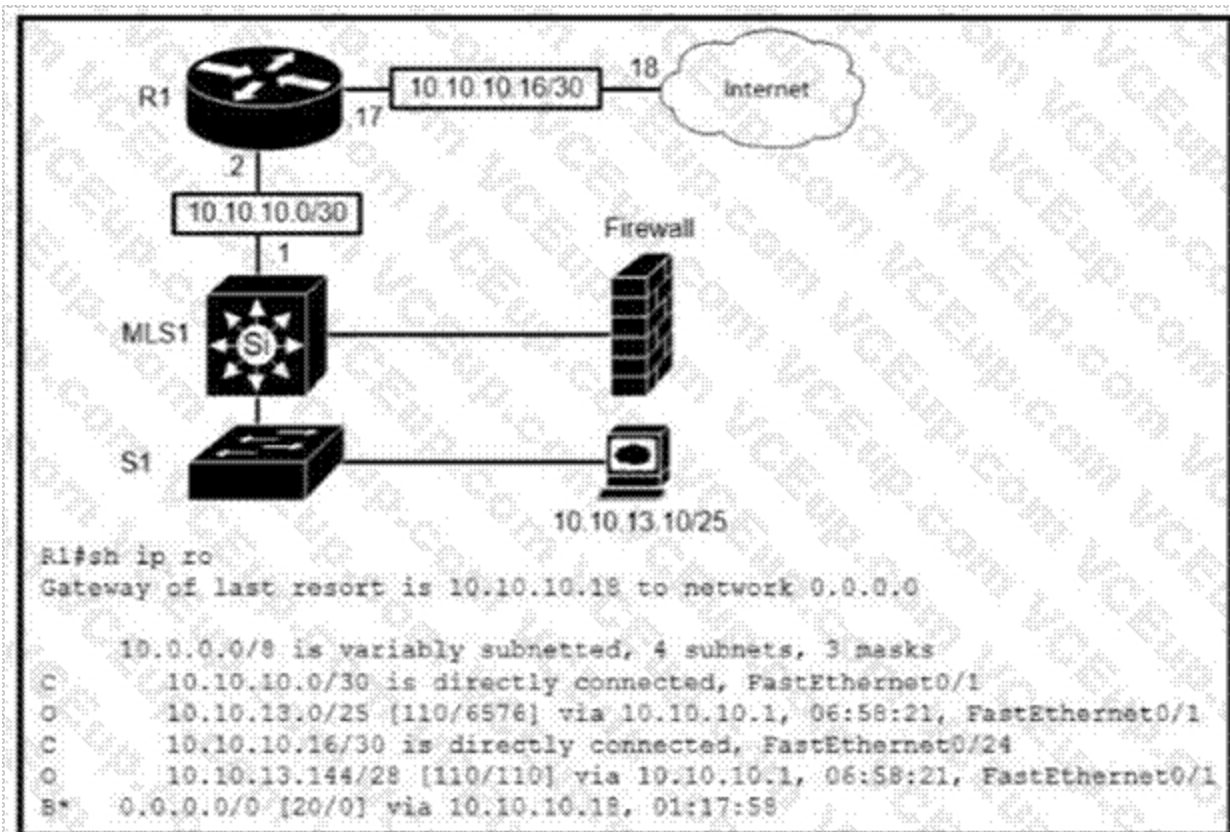 R1
10.10.10.16/30
18
Internet
.17
.2
10.10.10.0/30
.1
Firewall
MLS1
Si
S1
10.10.13.10/25
R1#sh ip ro
Gateway of last resort is 10.10.10.18 to network 0.0.0.0
10.0.0.0/8 is variably subnetted, 4 subnets, 3 masks
C 10.10.10.0/30 is directly connected, FastEthernet0/1
O 10.10.13.0/25 [110/6576] via 10.10.10.1, 06:58:21, FastEthernet0/1
C 10.10.10.16/30 is directly connected, FastEthernet0/24
O 10.10.13.144/28 [110/110] via 10.10.10.1, 06:58:21, FastEthernet0/1
B* 0.0.0.0/0 [20/0] via 10.10.10.18, 01:17:58
VCEup.com